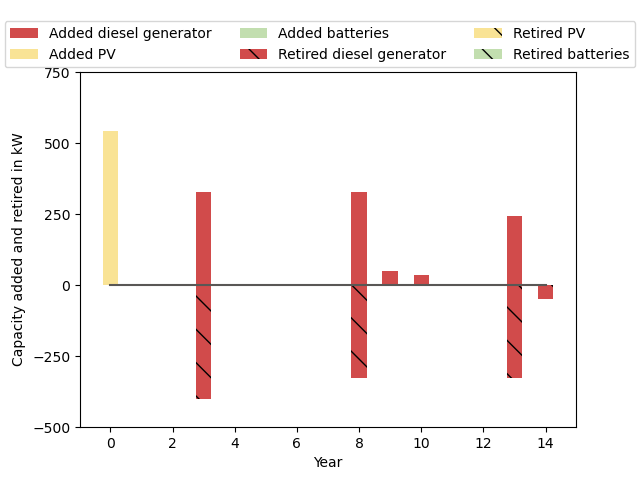 Added diesel generator
Added PV
Added batteries
Retired diesel generator
Retired PV
Retired batteries
750
500
250
0
−250
−500
Capacity added and retired in kW
0 2 4 6 8 10 12 14
Year